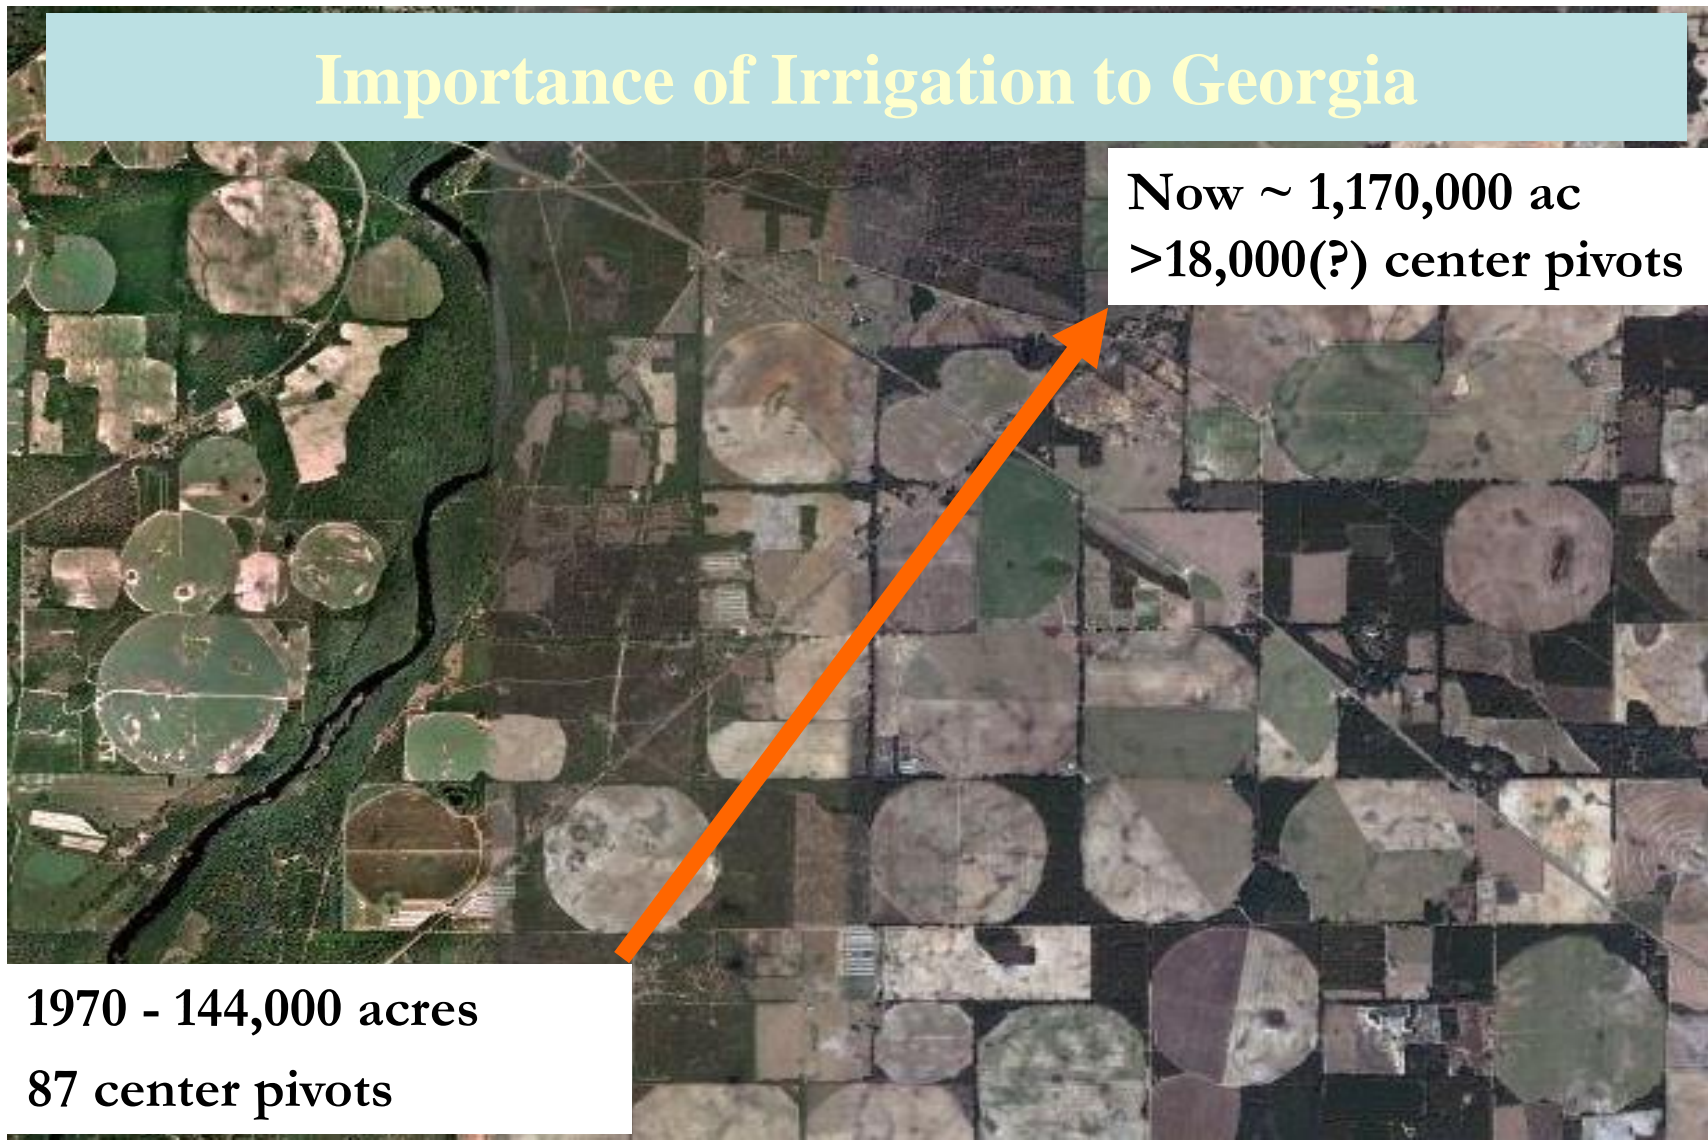 Importance of Irrigation to Georgia
Now ~ 1,170,000 ac
>18,000(?) center pivots
1970 - 144,000 acres
87 center pivots